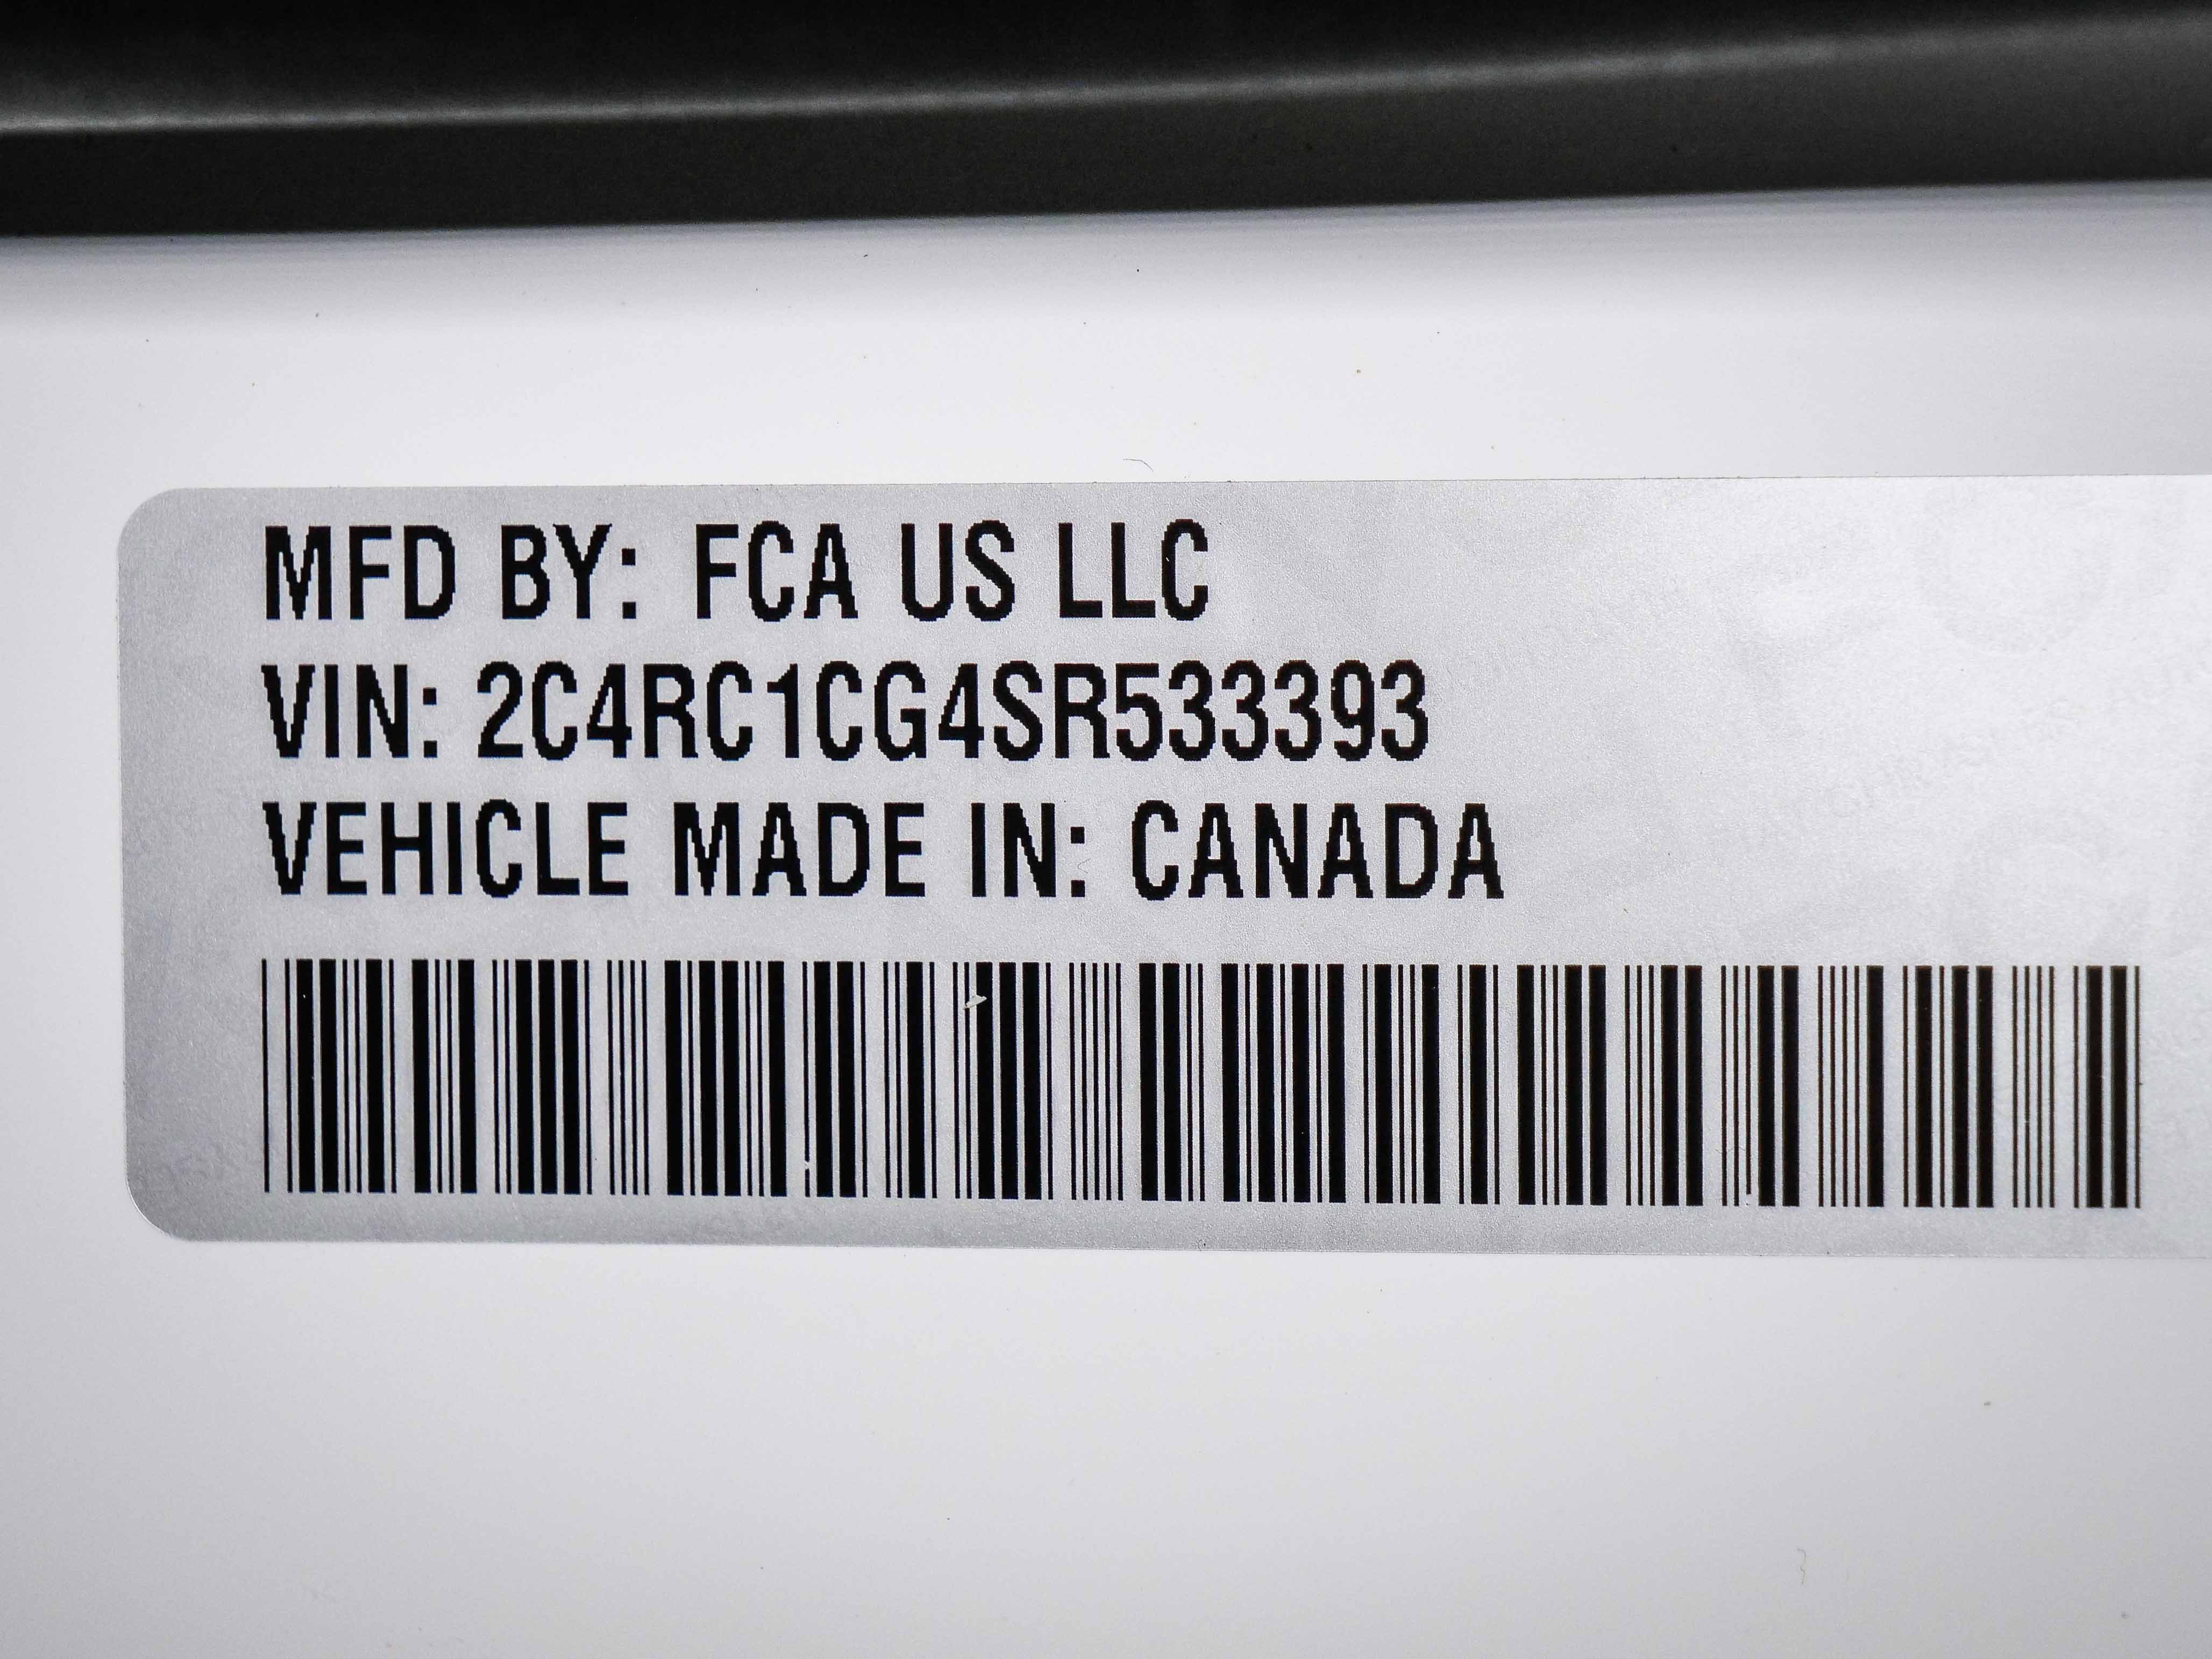 MFD BY: FCA US LLC
VIN: 2C4RC1CG4SR533393
VEHICLE MADE IN: CANADA